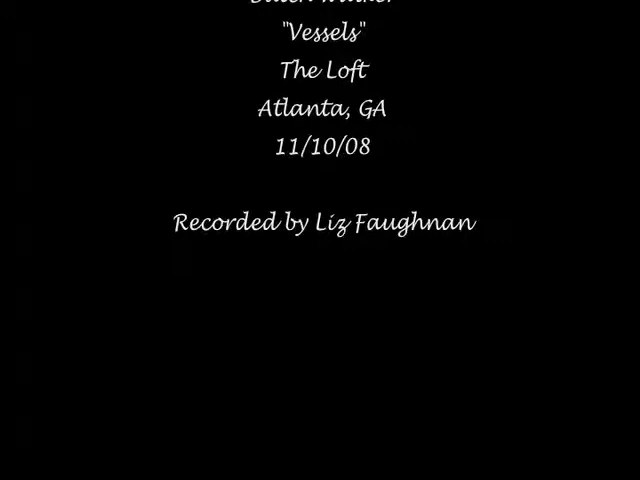 "Vessels"
The Loft
Atlanta, GA
11/10/08
Recorded by Liz Faughnan